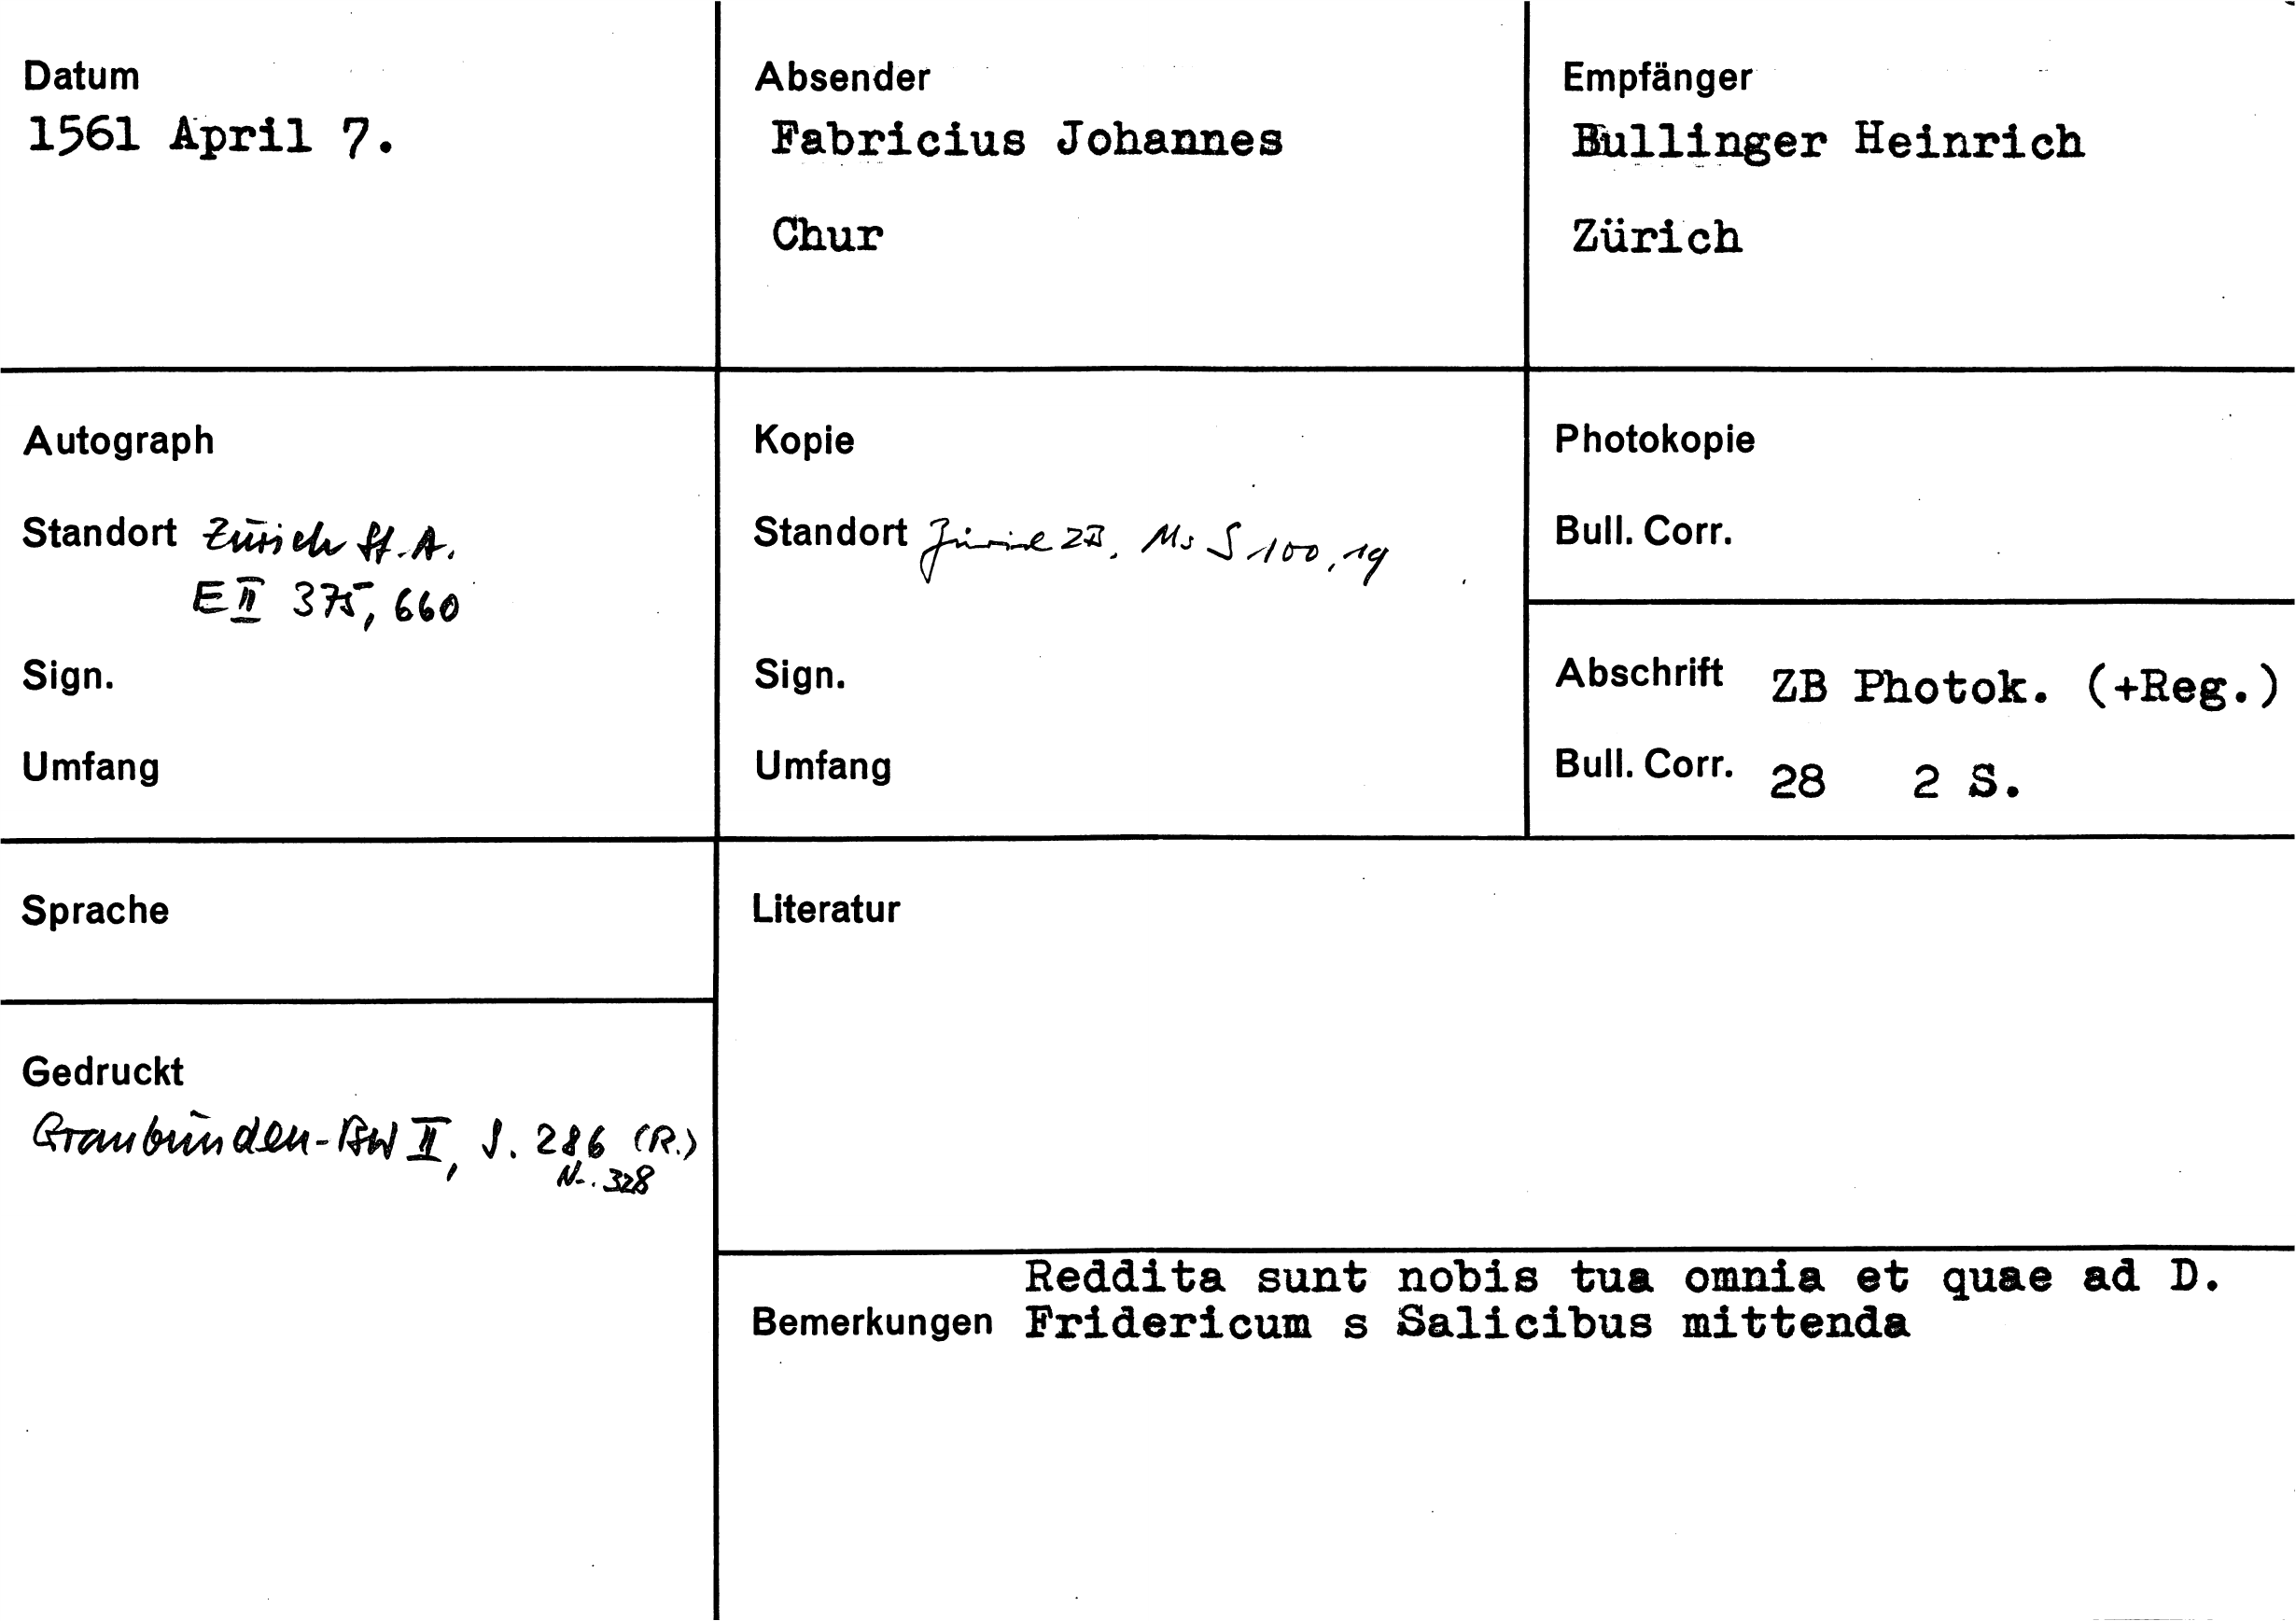 Datum
1561 April 7.
Absender
Fabricius Johannes
Chur
Empfänger
Bullinger Heinrich
Zürich
Autograph
Standort Zürich St.A.
E II 375, 660
Sign.
Umfang
Kopie
Standort Zürich ZB, Ms S 100, 19
Sign.
Umfang
Photokopie
Bull. Corr.
Abschrift ZB Photok. (+Reg.)
Bull. Corr. 28 2 S.
Sprache
Literatur
Gedruckt
Graubünden-BW II, S. 286 (R.)
Nr. 328
Reddita sunt nobis tua omnia et quae ad D.
Bemerkungen Fridericum s Salicibus mittenda